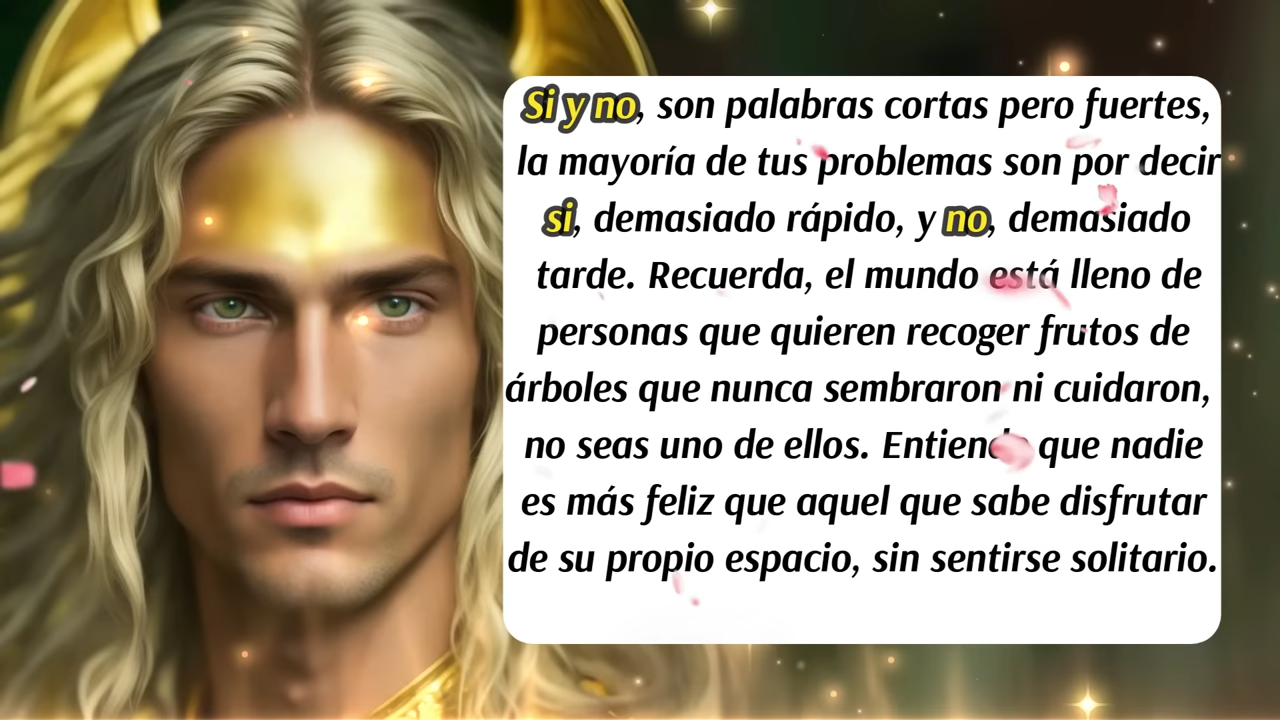 Si y no, son palabras cortas pero fuertes,
la mayoría de tus problemas son por decir
si, demasiado rápido, y no, demasiado
tarde. Recuerda, el mundo está lleno de
personas que quieren recoger frutos de
árboles que nunca sembraron ni cuidaron,
no seas uno de ellos. Entiende que nadie
es más feliz que aquel que sabe disfrutar
de su propio espacio, sin sentirse solitario.